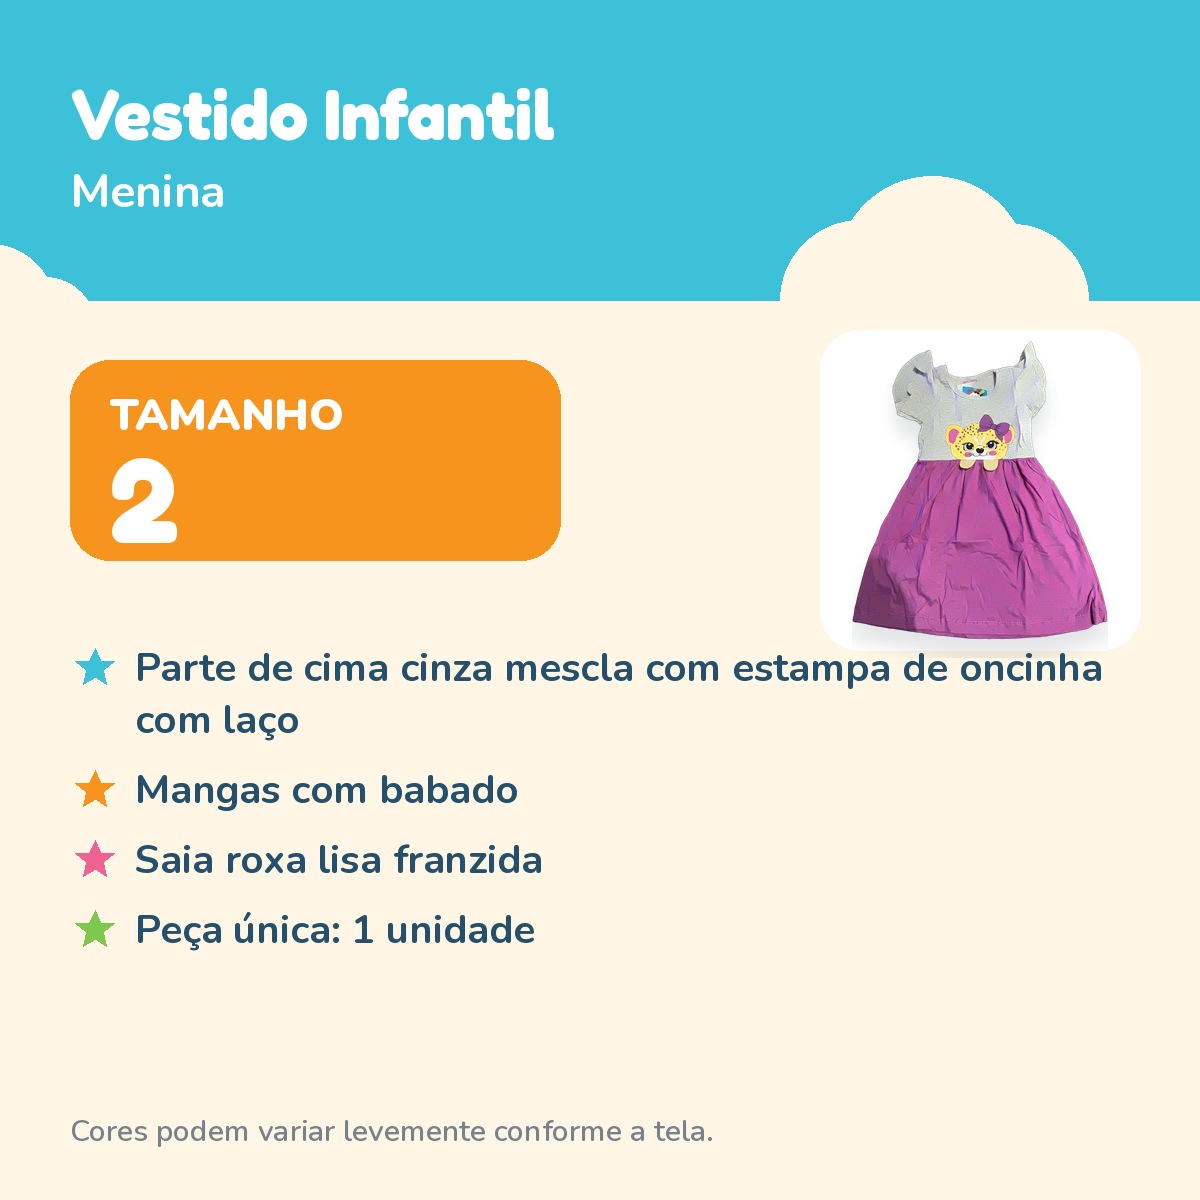 Vestido Infantil
Menina
TAMANHO
2
Parte de cima cinza mescla com estampa de oncinha
com laço
Mangas com babado
Saia roxa lisa franzida
Peça única: 1 unidade
Cores podem variar levemente conforme a tela.